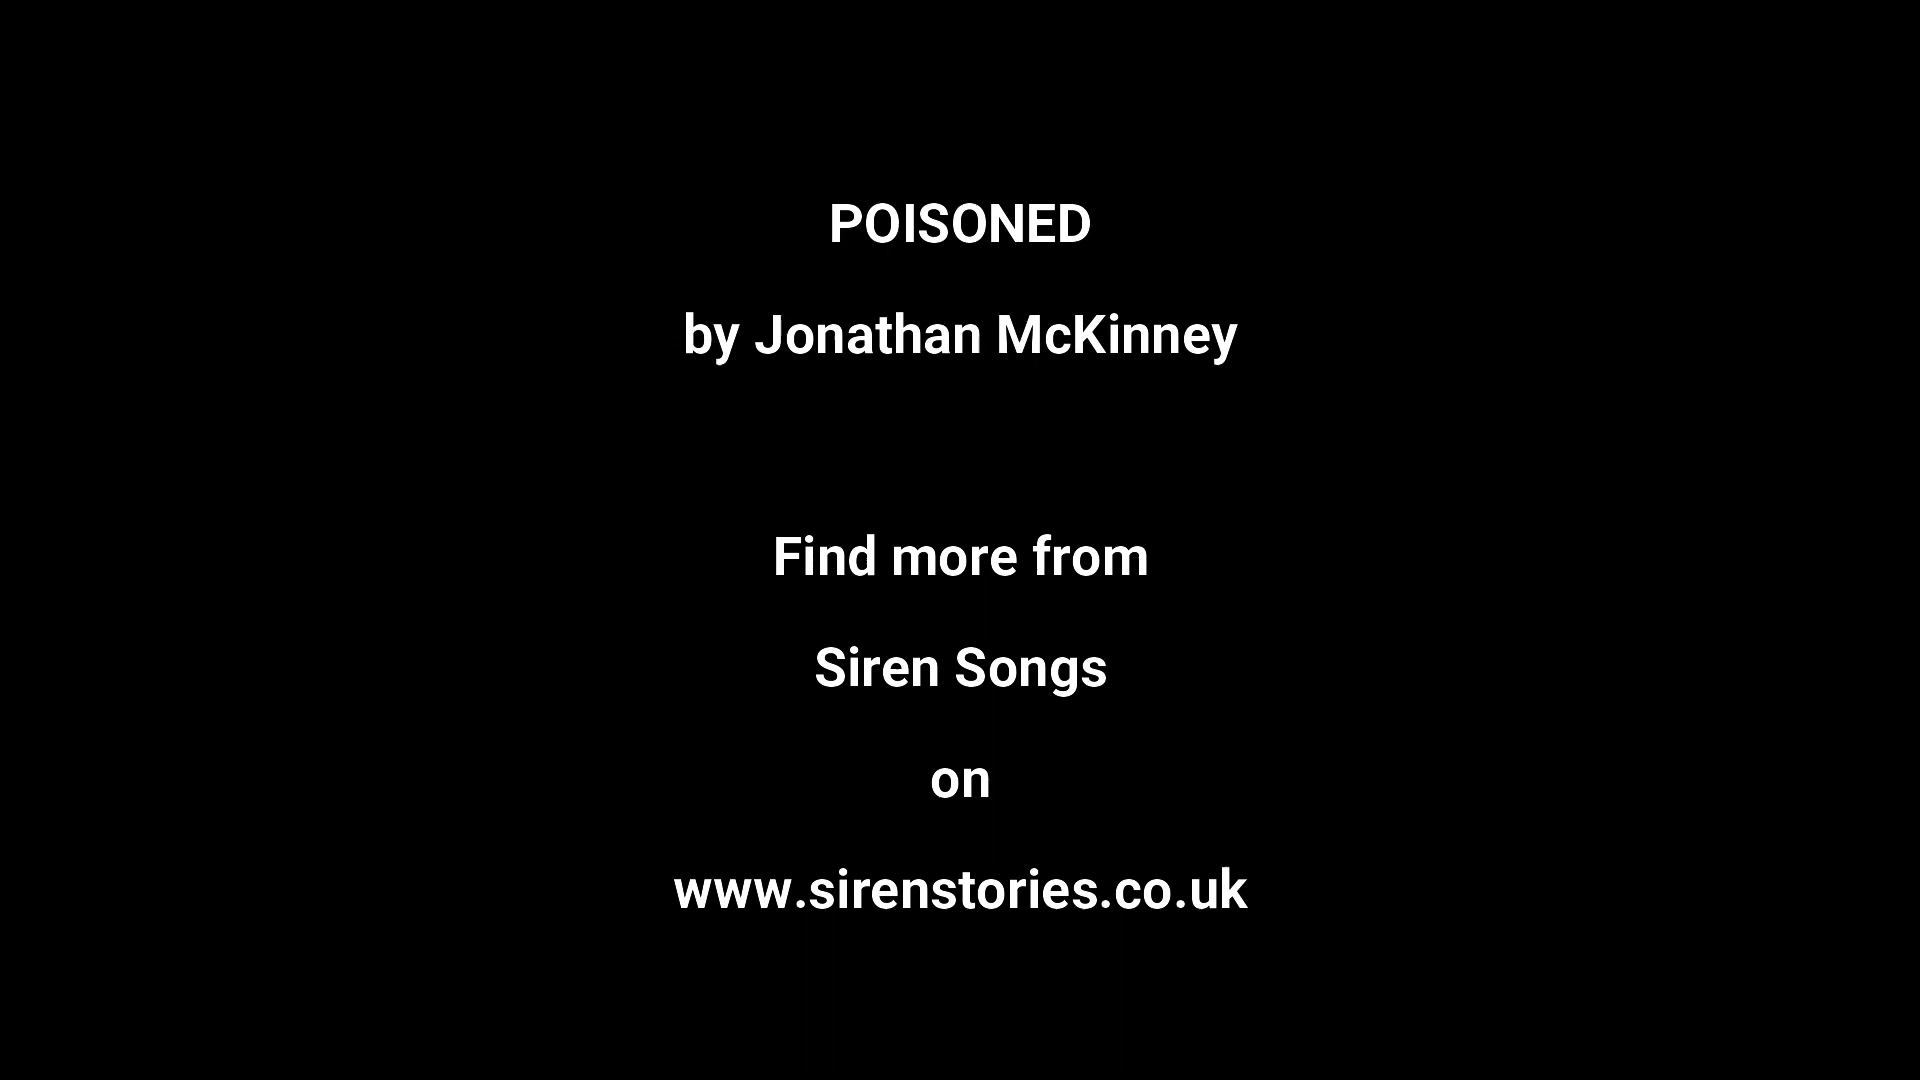 POISONED
by Jonathan McKinney
Find more from
Siren Songs
on
www.sirenstories.co.uk